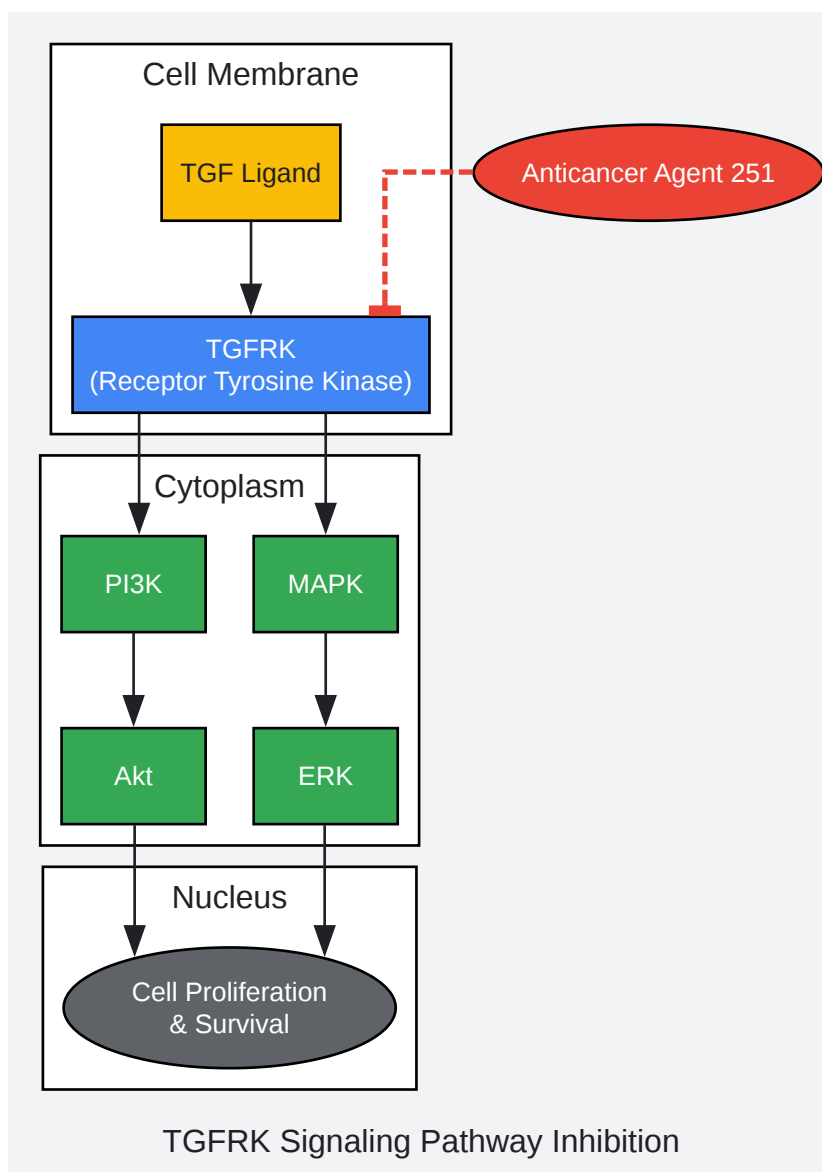 Cell Membrane
TGF Ligand
Anticancer Agent 251
TGFRK
(Receptor Tyrosine Kinase)
Cytoplasm
PI3K
MAPK
Akt
ERK
Nucleus
Cell Proliferation
& Survival
TGFRK Signaling Pathway Inhibition